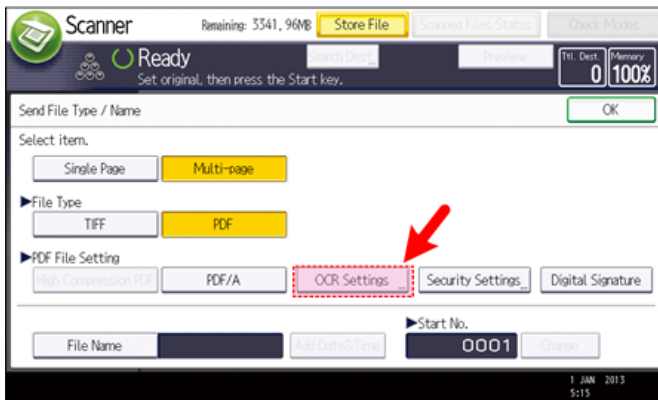 Scanner Remaining: 3341, 96MB Store File Scanned Files Status Check Modes
Ready Search Dest. Preview Ttl. Dest. Memory
Set original, then press the Start key. 0 100%
Send File Type / Name OK
Select item.
Single Page Multi-page
▶File Type
TIFF PDF
▶PDF File Setting
High Compression PDF PDF/A OCR Settings Security Settings Digital Signature
▶Start No.
File Name Add Date&Time 0001 Change
1 JAN 2013
5:15